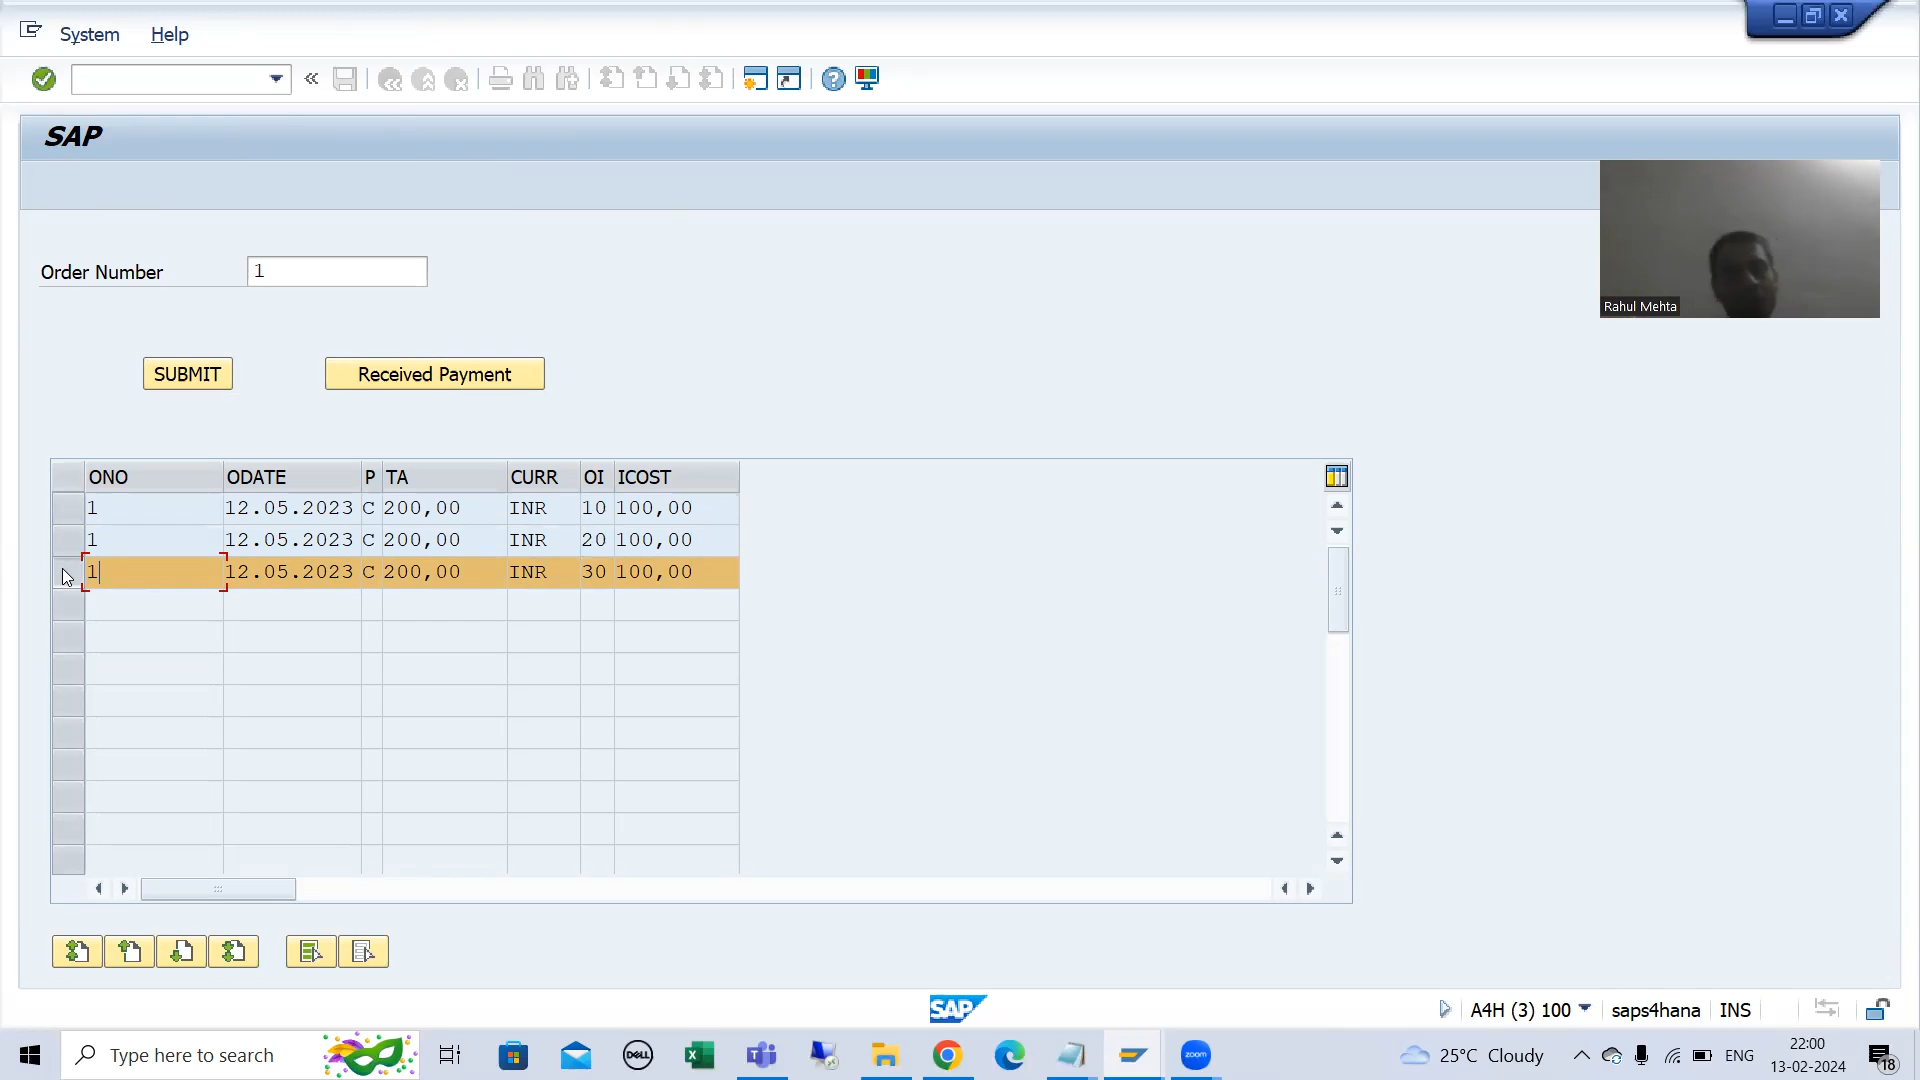 System Help
SAP
Rahul Mehta
Order Number 1
SUBMIT Received Payment
ONO ODATE P TA CURR OI ICOST
1 12.05.2023 C 200,00 INR 10 100,00
1 12.05.2023 C 200,00 INR 20 100,00
1 12.05.2023 C 200,00 INR 30 100,00
SAP A4H (3) 100 saps4hana INS
Type here to search DELL zoom 25°C Cloudy ENG 22:00
13-02-2024 18